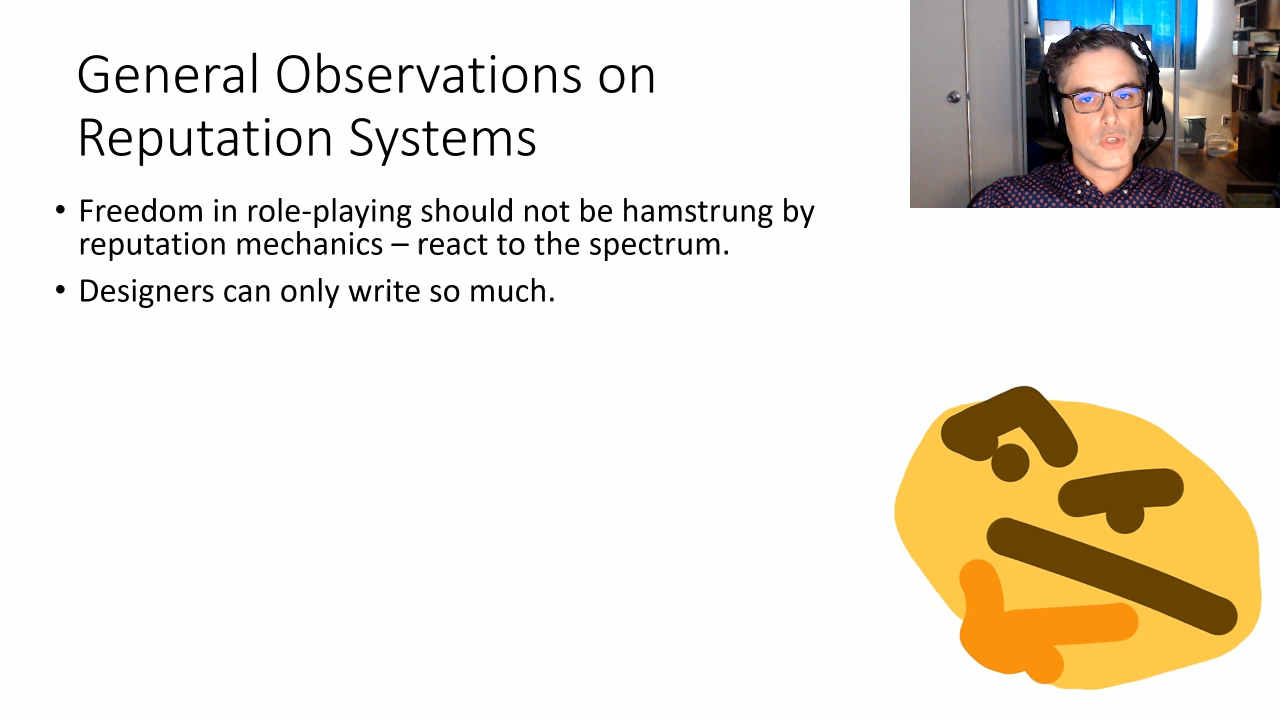 General Observations on
Reputation Systems
• Freedom in role-playing should not be hamstrung by
reputation mechanics – react to the spectrum.
• Designers can only write so much.